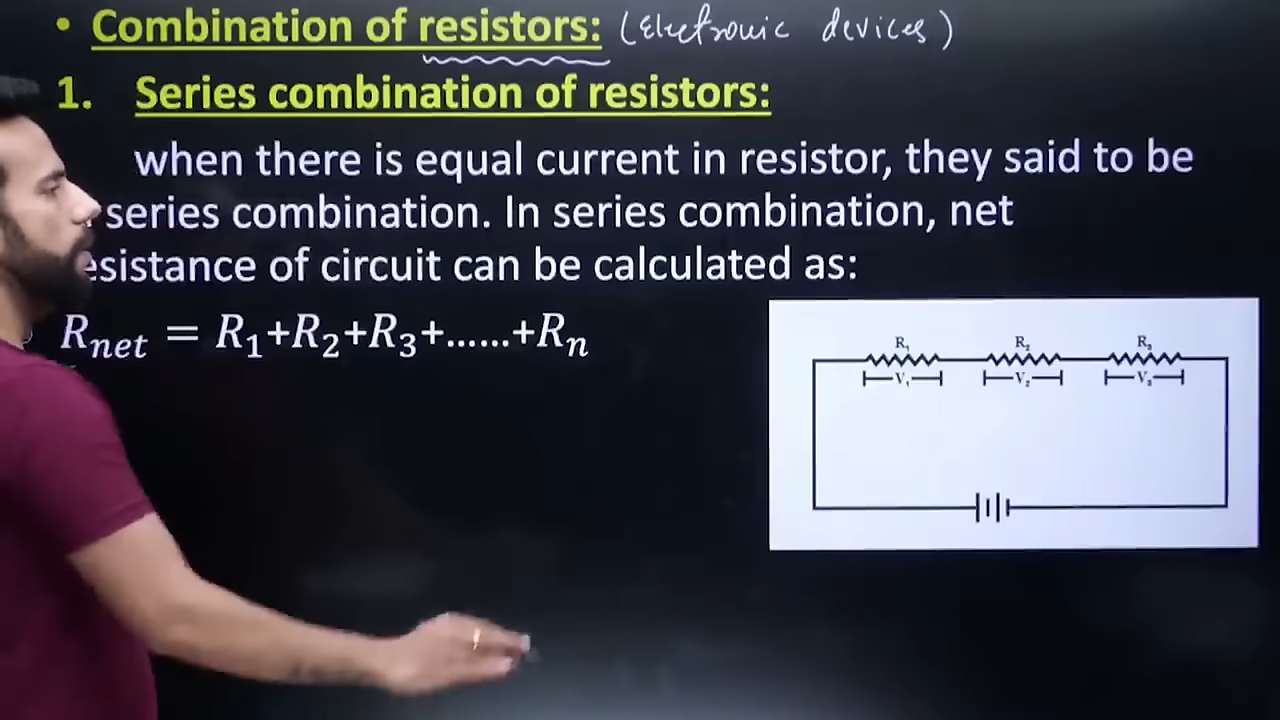 • Combination of resistors: (Electronic devices)
1. Series combination of resistors:
when there is equal current in resistor, they said to be
series combination. In series combination, net
esistance of circuit can be calculated as:
R_net = R₁+R₂+R₃+......+Rₙ
R₁ R₂ R₃
V₁ V₂ V₃